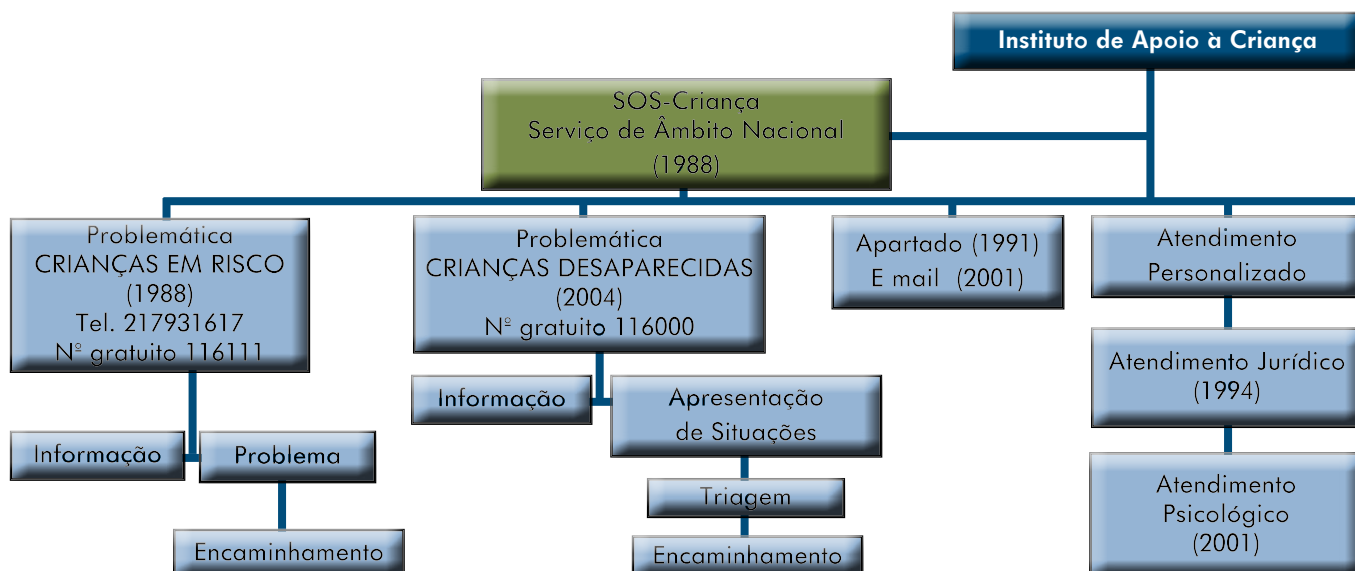 Instituto de Apoio à Criança
SOS-Criança
Serviço de Âmbito Nacional
(1988)
Problemática
CRIANÇAS EM RISCO
(1988)
Tel. 217931617
Nº gratuito 116111
Informação
Problema
Encaminhamento
Problemática
CRIANÇAS DESAPARECIDAS
(2004)
Nº gratuito 116000
Informação
Apresentação
de Situações
Triagem
Encaminhamento
Apartado (1991)
E mail (2001)
Atendimento
Personalizado
Atendimento Jurídico
(1994)
Atendimento
Psicológico
(2001)